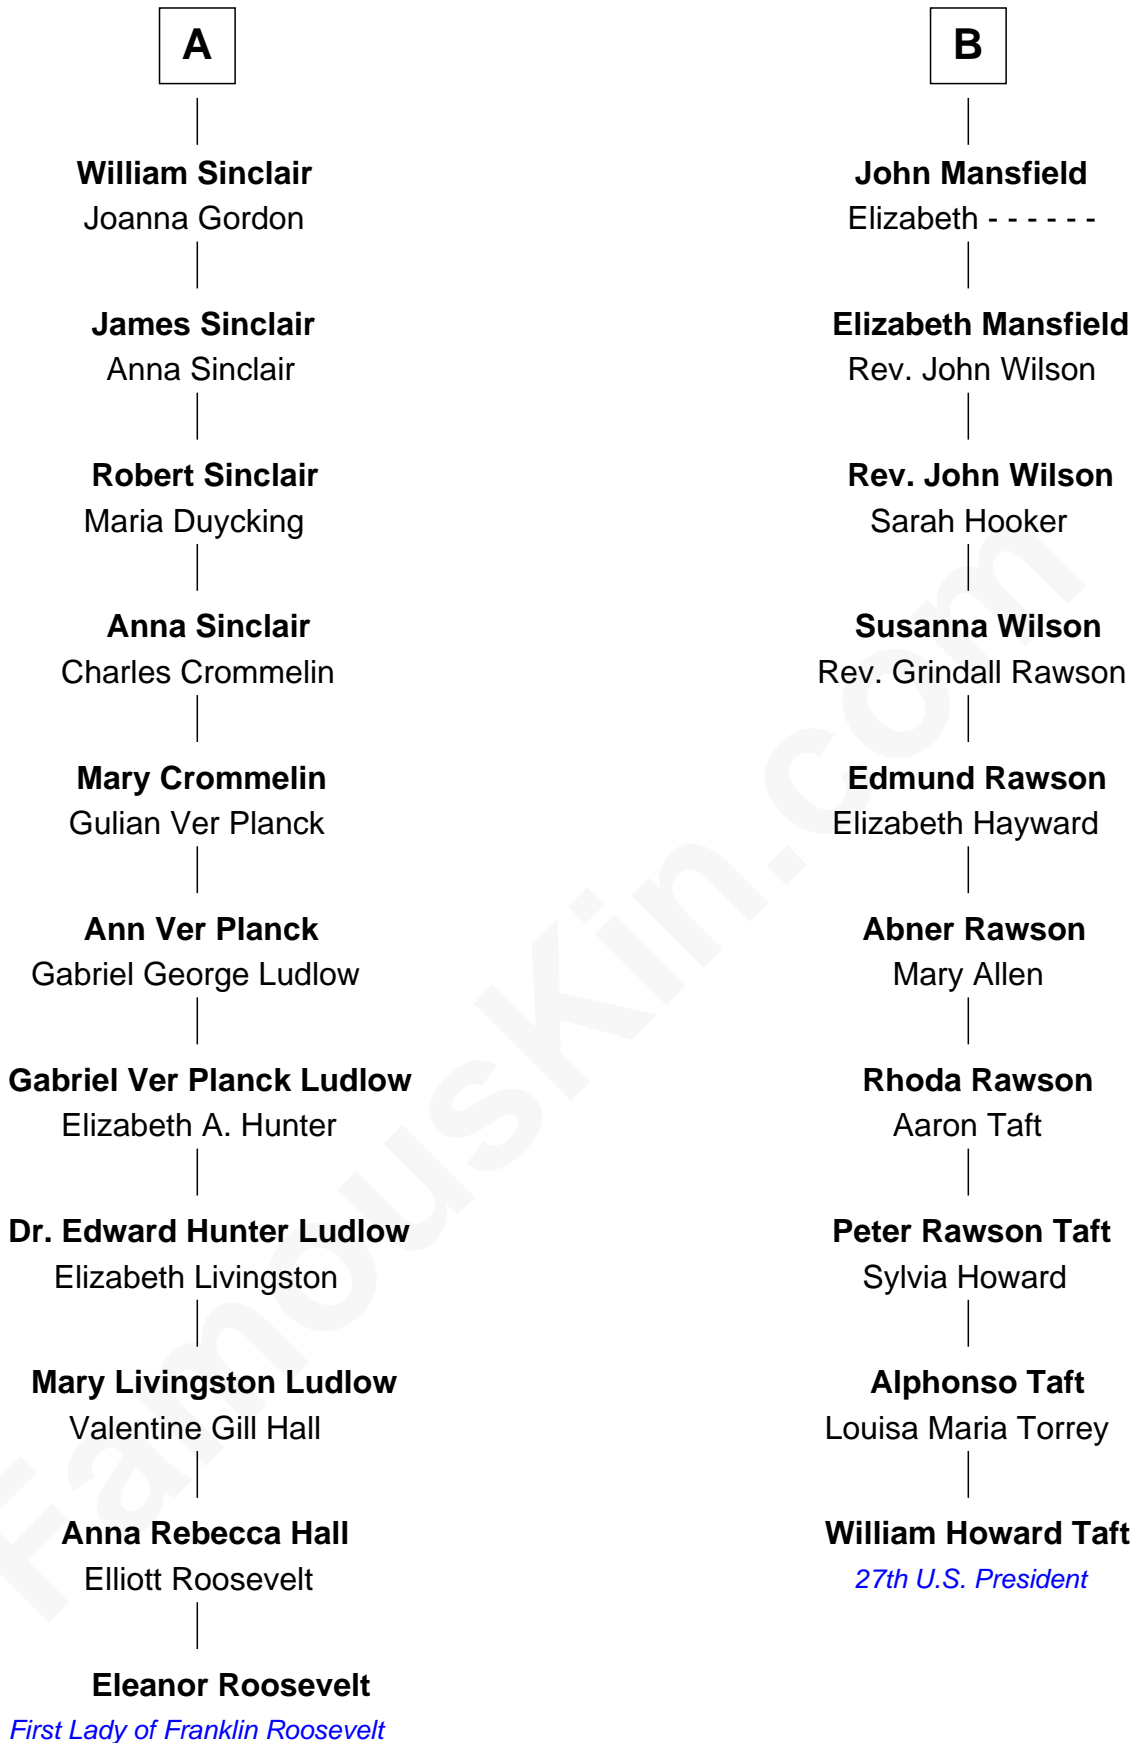 A
William Sinclair
Joanna Gordon
James Sinclair
Anna Sinclair
Robert Sinclair
Maria Duycking
Anna Sinclair
Charles Crommelin
Mary Crommelin
Gulian Ver Planck
Ann Ver Planck
Gabriel George Ludlow
Gabriel Ver Planck Ludlow
Elizabeth A. Hunter
Dr. Edward Hunter Ludlow
Elizabeth Livingston
Mary Livingston Ludlow
Valentine Gill Hall
Anna Rebecca Hall
Elliott Roosevelt
Eleanor Roosevelt
First Lady of Franklin Roosevelt
B
John Mansfield
Elizabeth - - - - - -
Elizabeth Mansfield
Rev. John Wilson
Rev. John Wilson
Sarah Hooker
Susanna Wilson
Rev. Grindall Rawson
Edmund Rawson
Elizabeth Hayward
Abner Rawson
Mary Allen
Rhoda Rawson
Aaron Taft
Peter Rawson Taft
Sylvia Howard
Alphonso Taft
Louisa Maria Torrey
William Howard Taft
27th U.S. President
FamousKin.com